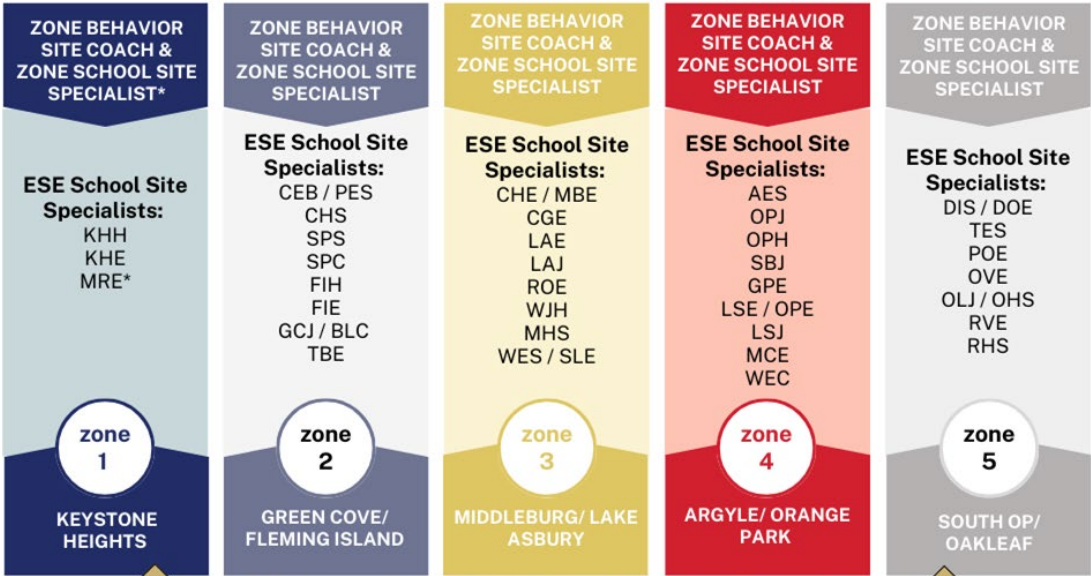 ZONE BEHAVIOR
SITE COACH &
ZONE SCHOOL SITE
SPECIALIST*
ESE School Site
Specialists:
KHH
KHE
MRE*
zone
1
KEYSTONE
HEIGHTS
ZONE BEHAVIOR
SITE COACH &
ZONE SCHOOL SITE
SPECIALIST
ESE School Site
Specialists:
CEB / PES
CHS
SPS
SPC
FIH
FIE
GCJ / BLC
TBE
zone
2
GREEN COVE/
FLEMING ISLAND
ZONE BEHAVIOR
SITE COACH &
ZONE SCHOOL SITE
SPECIALIST
ESE School Site
Specialists:
CHE / MBE
CGE
LAE
LAJ
ROE
WJH
MHS
WES / SLE
zone
3
MIDDLEBURG/ LAKE
ASBURY
ZONE BEHAVIOR
SITE COACH &
ZONE SCHOOL SITE
SPECIALIST
ESE School Site
Specialists:
AES
OPJ
OPH
SBJ
GPE
LSE / OPE
LSJ
MCE
WEC
zone
4
ARGYLE/ ORANGE
PARK
ZONE BEHAVIOR
SITE COACH &
ZONE SCHOOL SITE
SPECIALIST
ESE School Site
Specialists:
DIS / DOE
TES
POE
OVE
OLJ / OHS
RVE
RHS
zone
5
SOUTH OP/
OAKLEAF